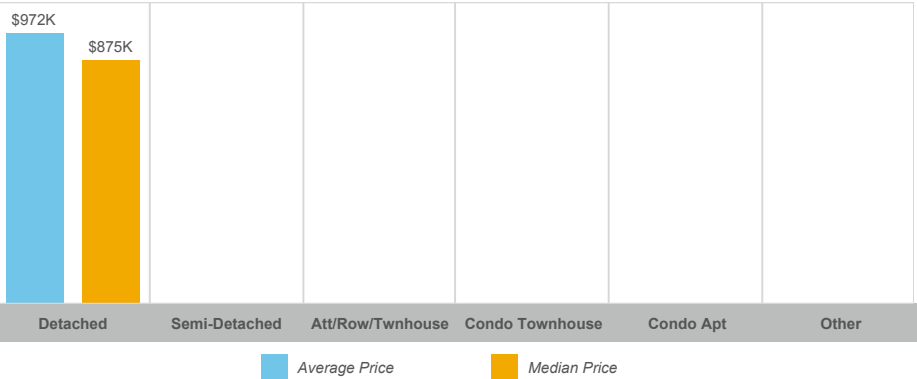 $972K
$875K
Detached Semi-Detached Att/Row/Twnhouse Condo Townhouse Condo Apt Other
Average Price Median Price